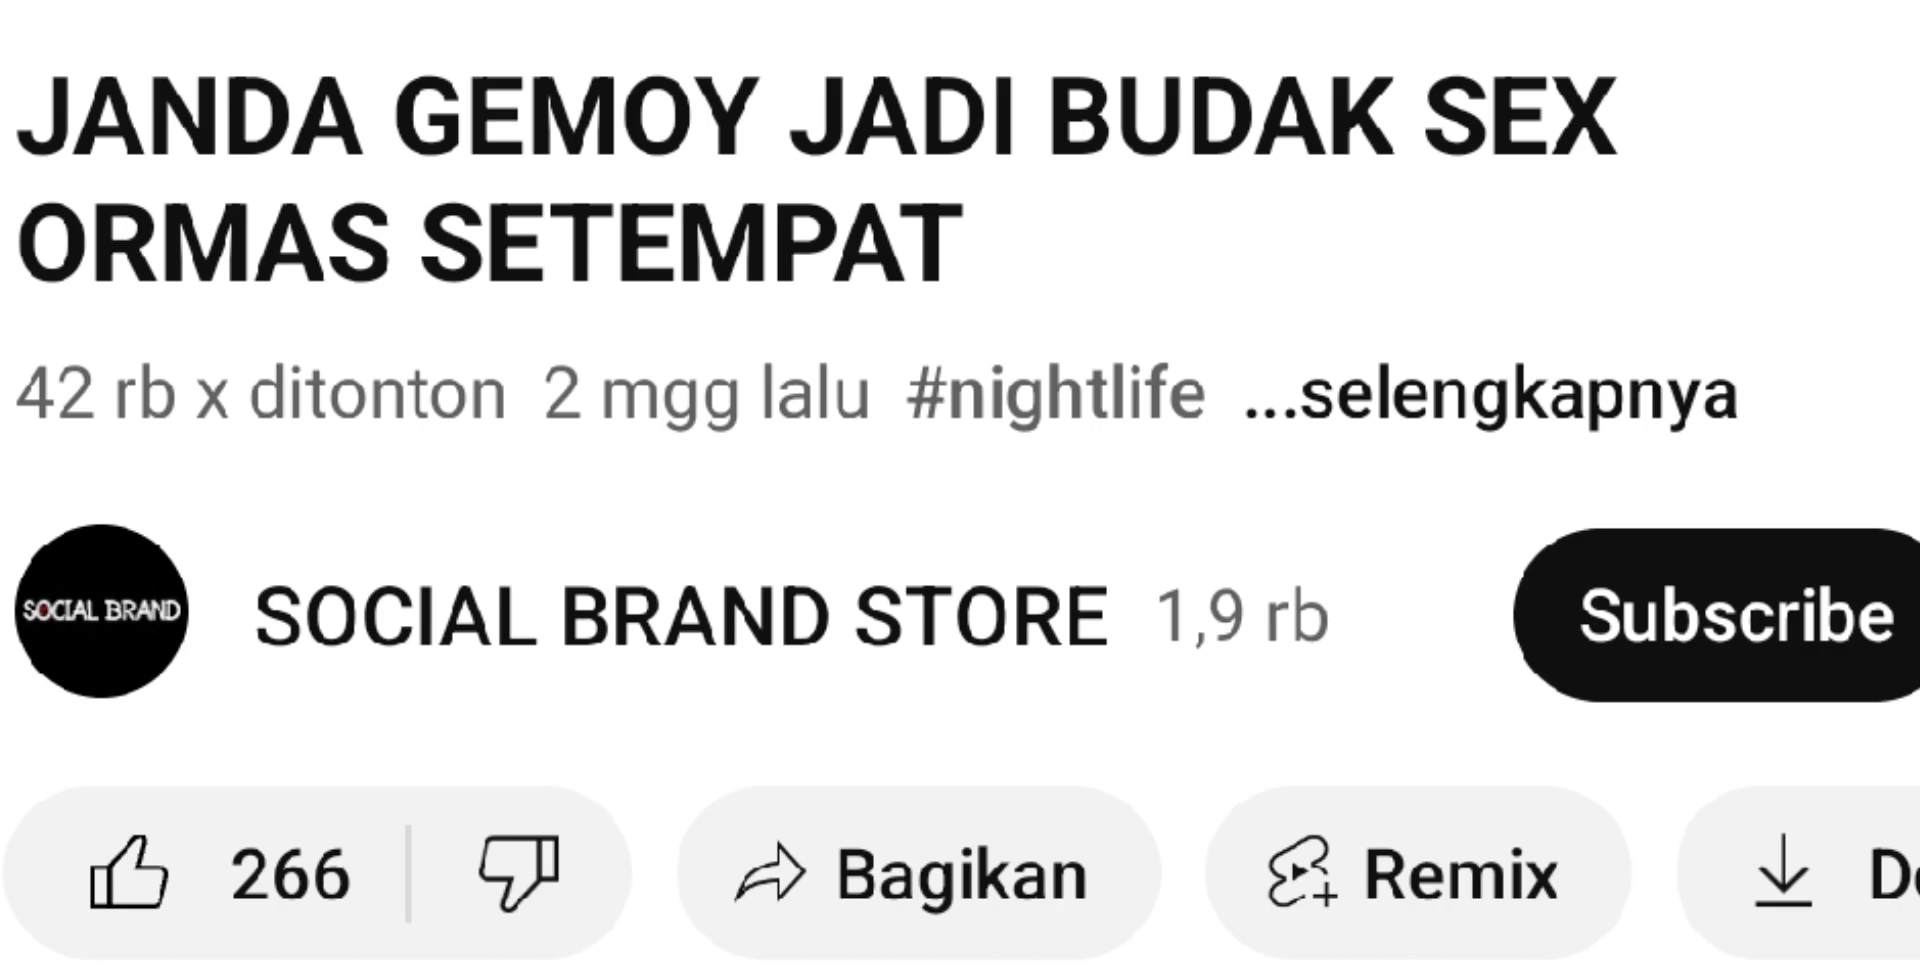 JANDA GEMOY JADI BUDAK SEX
ORMAS SETEMPAT
42 rb x ditonton 2 mgg lalu #nightlife ...selengkapnya
SOCIAL BRAND
SOCIAL BRAND STORE 1,9 rb
Subscribe
266
Bagikan
Remix